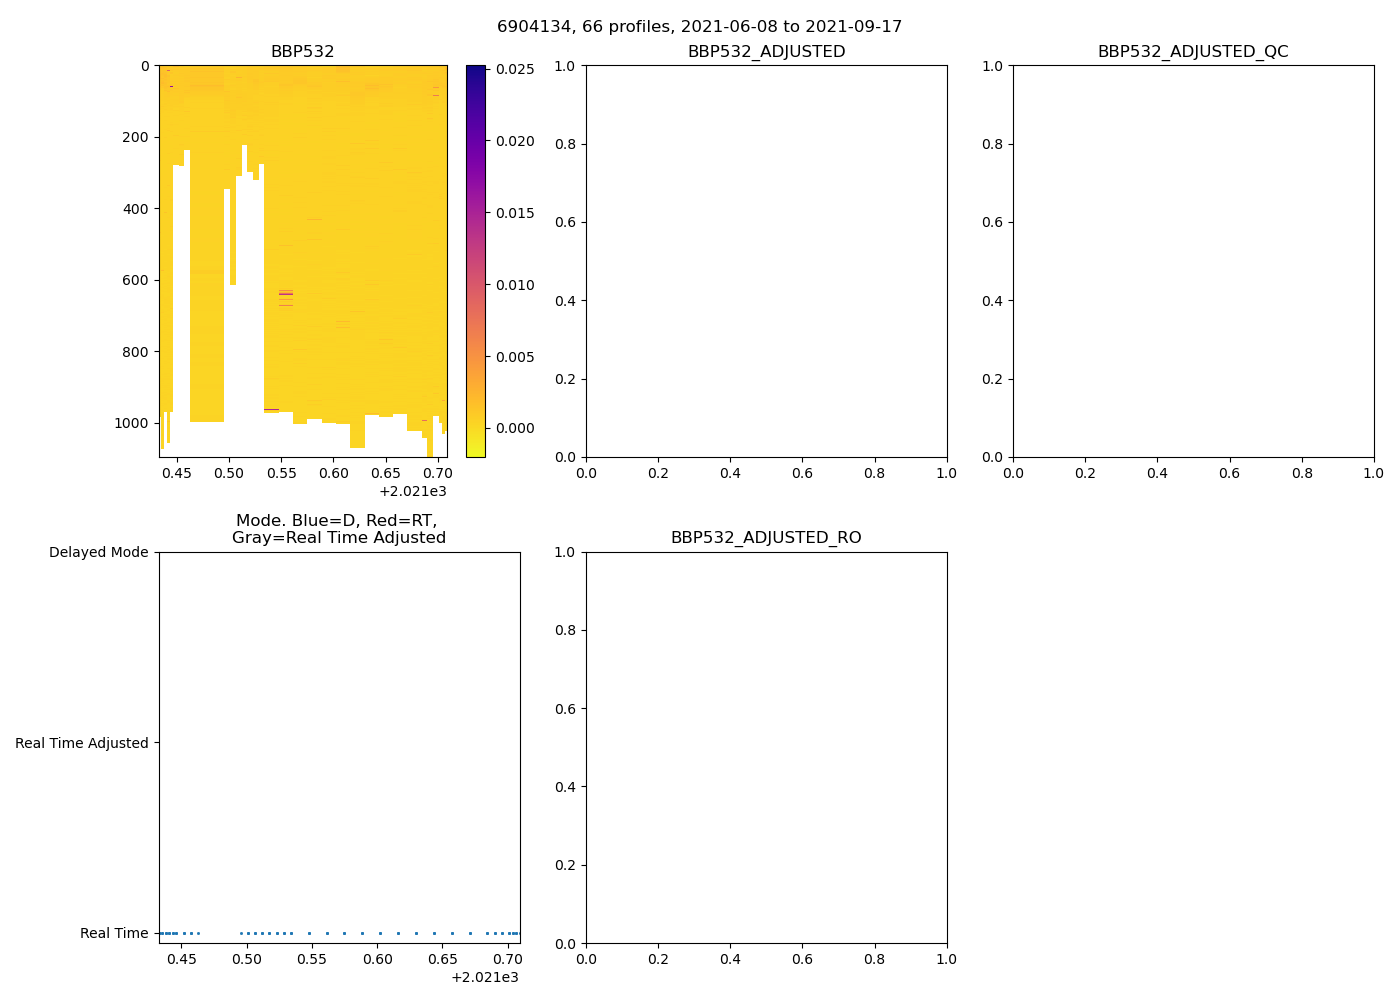 6904134, 66 profiles, 2021-06-08 to 2021-09-17
BBP532
0
200
400
600
800
1000
0.45 0.50 0.55 0.60 0.65 0.70
+2.021e3
0.025
0.020
0.015
0.010
0.005
0.000
BBP532_ADJUSTED
1.0
0.8
0.6
0.4
0.2
0.0
0.0 0.2 0.4 0.6 0.8 1.0
BBP532_ADJUSTED_QC
1.0
0.8
0.6
0.4
0.2
0.0
0.0 0.2 0.4 0.6 0.8 1.0
Mode. Blue=D, Red=RT,
Gray=Real Time Adjusted
Delayed Mode
Real Time Adjusted
Real Time
0.45 0.50 0.55 0.60 0.65 0.70
+2.021e3
BBP532_ADJUSTED_RO
1.0
0.8
0.6
0.4
0.2
0.0
0.0 0.2 0.4 0.6 0.8 1.0